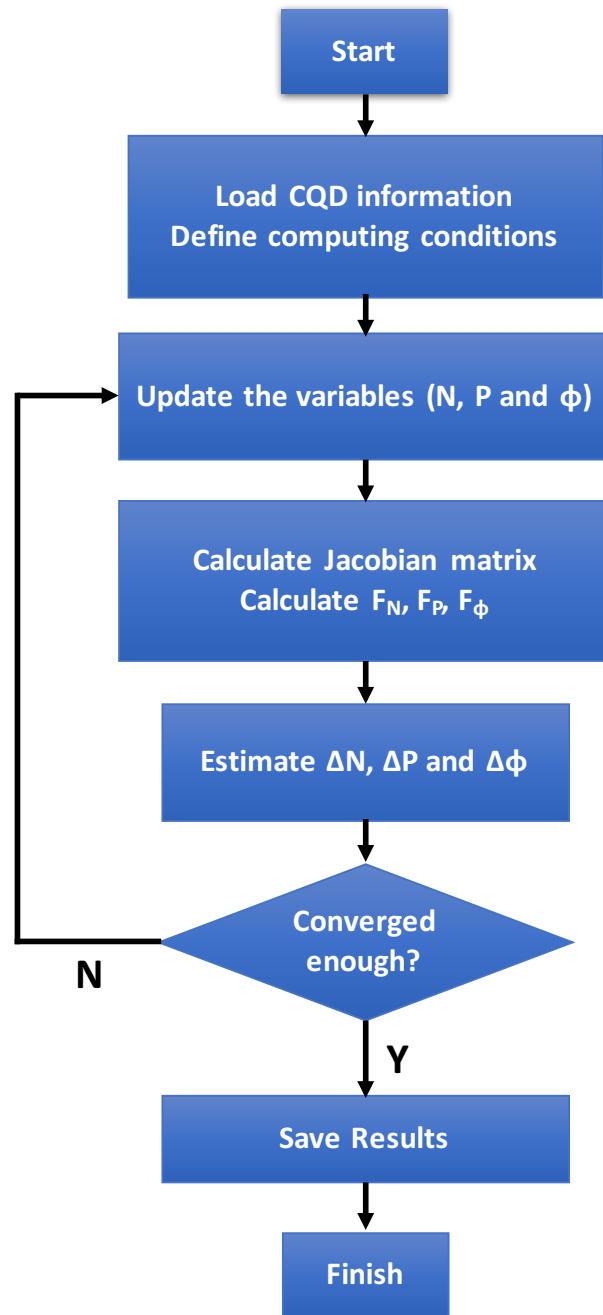 Start
Load CQD information
Define computing conditions
Update the variables (N, P and ϕ)
Calculate Jacobian matrix
Calculate F_N, F_P, F_ϕ
Estimate ΔN, ΔP and Δϕ
Converged
enough?
N
Y
Save Results
Finish